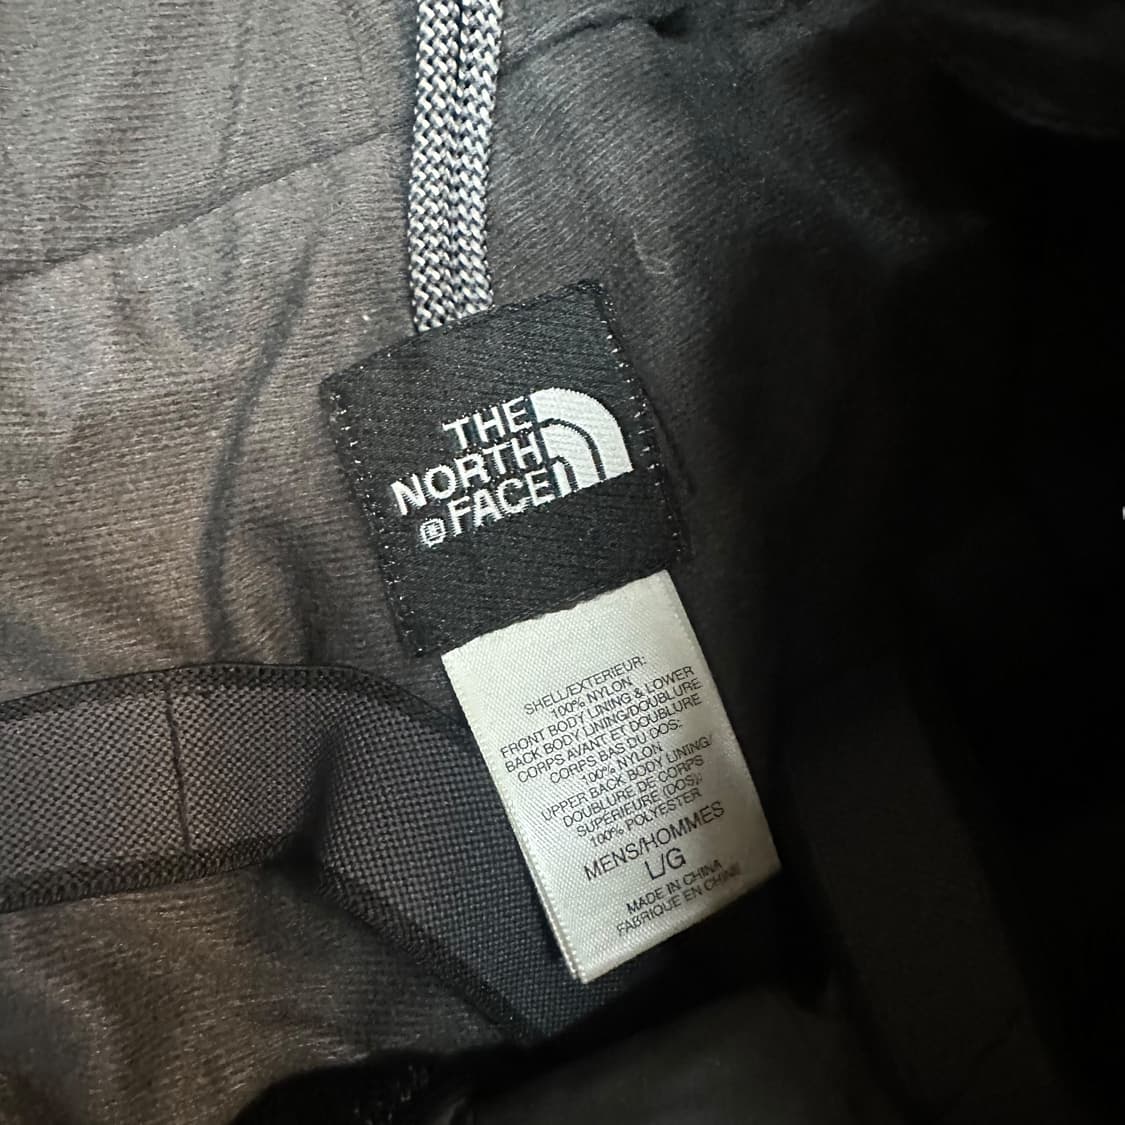 THE
NORTH
FACE
®
SHELL/EXTERIEUR:
100% NYLON
FRONT BODY LINING & LOWER
BACK BODY LINING/DOUBLURE
CORPS AVANT ET DOUBLURE
CORPS BAS DU DOS:
100% NYLON
UPPER BACK BODY LINING/
DOUBLURE DE CORPS
SUPÉRIEURE (DOS):
100% POLYESTER
MENS/HOMMES
L/G
MADE IN CHINA
FABRIQUE EN CHINE